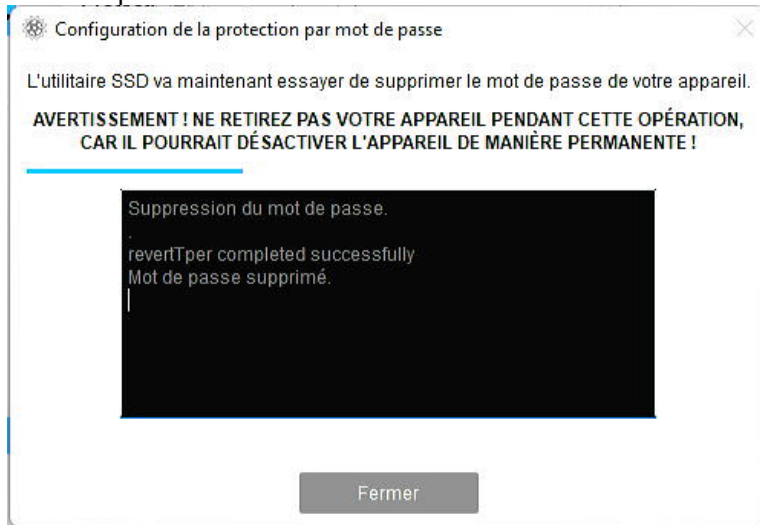 Configuration de la protection par mot de passe
L'utilitaire SSD va maintenant essayer de supprimer le mot de passe de votre appareil.
AVERTISSEMENT ! NE RETIREZ PAS VOTRE APPAREIL PENDANT CETTE OPÉRATION,
CAR IL POURRAIT DÉSACTIVER L'APPAREIL DE MANIÈRE PERMANENTE !
Suppression du mot de passe.
.
revertTper completed successfully
Mot de passe supprimé.
Fermer